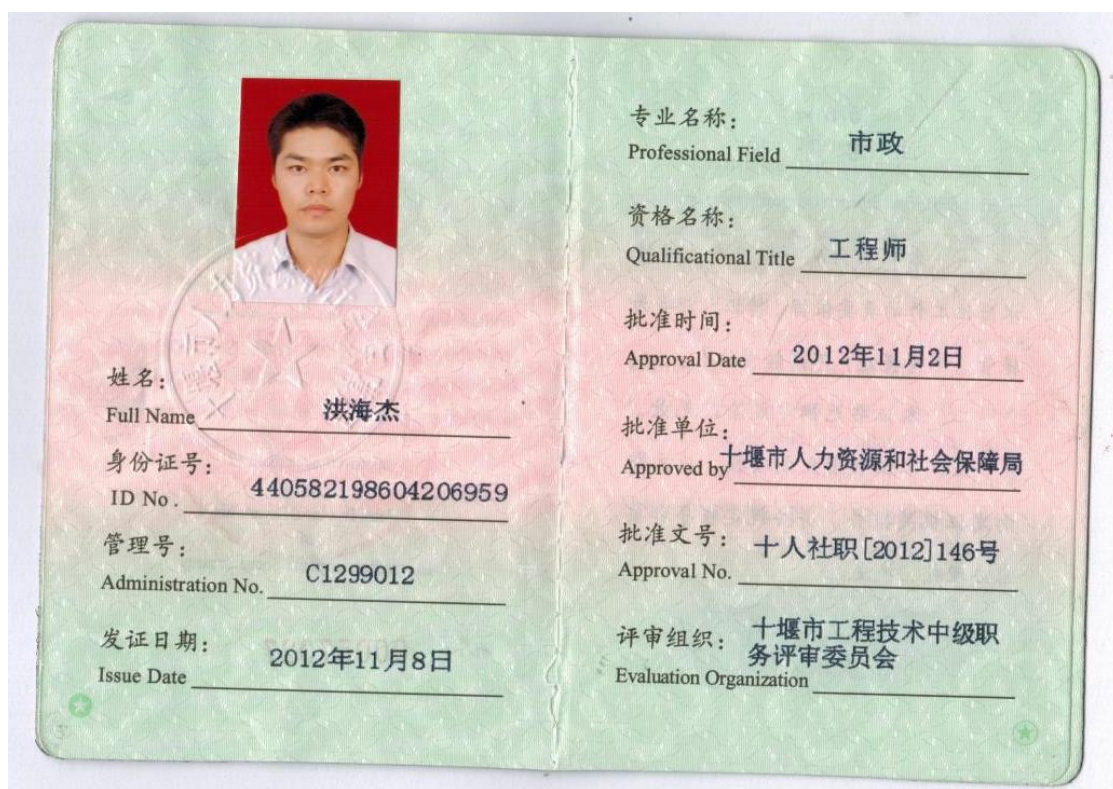 姓名：
Full Name 洪海杰
身份证号：
ID No. 440582198604206959
管理号：
Administration No. C1299012
发证日期：
Issue Date 2012年11月8日
专业名称：
Professional Field 市政
资格名称：
Qualificational Title 工程师
批准时间：
Approval Date 2012年11月2日
批准单位：
Approved by 十堰市人力资源和社会保障局
批准文号：
Approval No. 十人社职[2012]146号
评审组织： 十堰市工程技术中级职
务评审委员会
Evaluation Organization